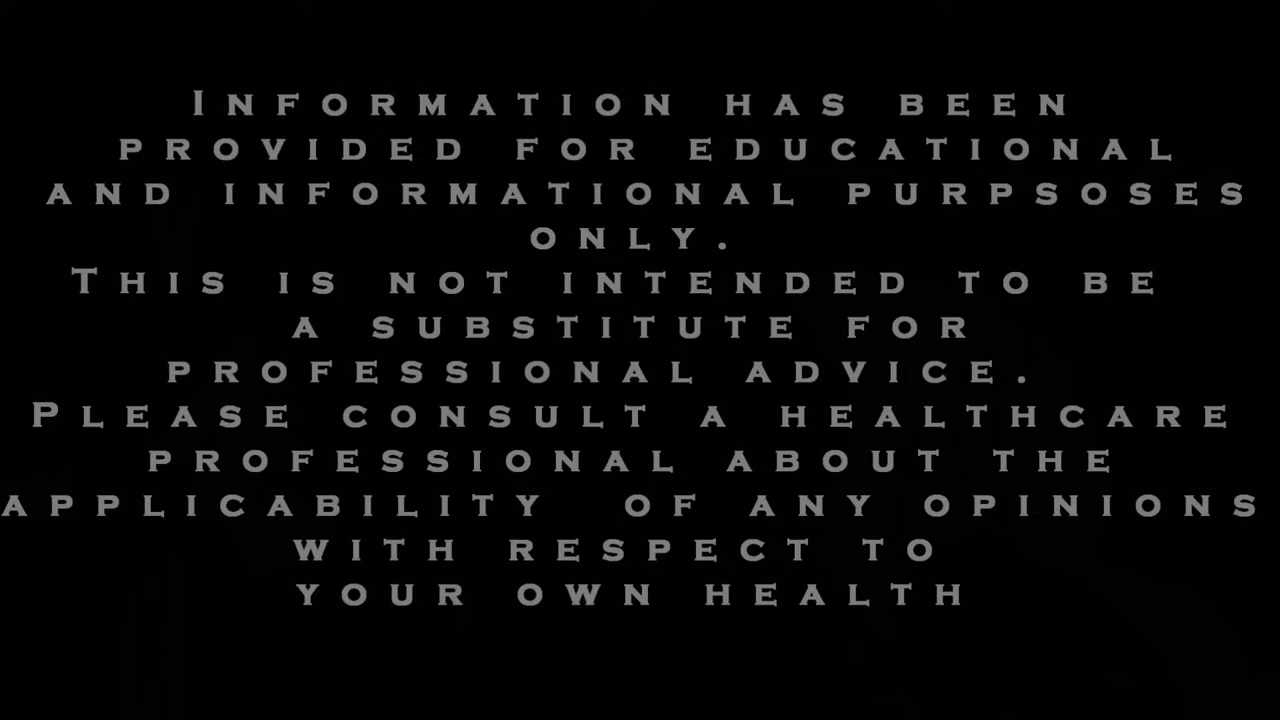 Information has been
provided for educational
and informational purpsoses
only.
This is not intended to be
a substitute for
professional advice.
Please consult a healthcare
professional about the
applicability of any opinions
with respect to
your own health